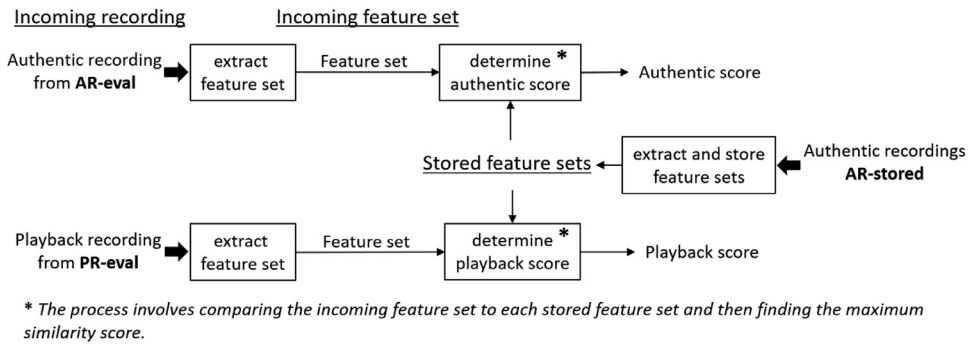 Incoming recording
Incoming feature set
Authentic recording
from AR-eval
extract
feature set
Feature set
determine *
authentic score
Authentic score
Stored feature sets
extract and store
feature sets
Authentic recordings
AR-stored
Playback recording
from PR-eval
extract
feature set
Feature set
determine *
playback score
Playback score
* The process involves comparing the incoming feature set to each stored feature set and then finding the maximum
similarity score.